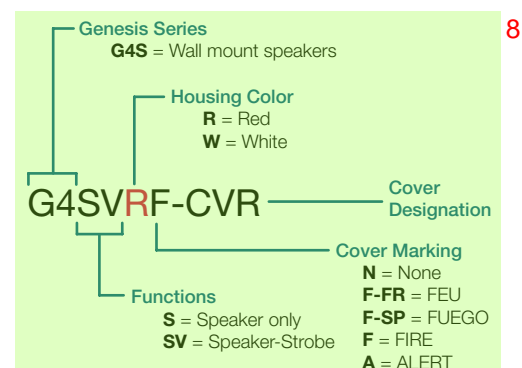 Genesis Series
G4S = Wall mount speakers
8
Housing Color
R = Red
W = White
G4SVRF-CVR
Cover
Designation
Cover Marking
N = None
F-FR = FEU
F-SP = FUEGO
F = FIRE
A = ALERT
Functions
S = Speaker only
SV = Speaker-Strobe